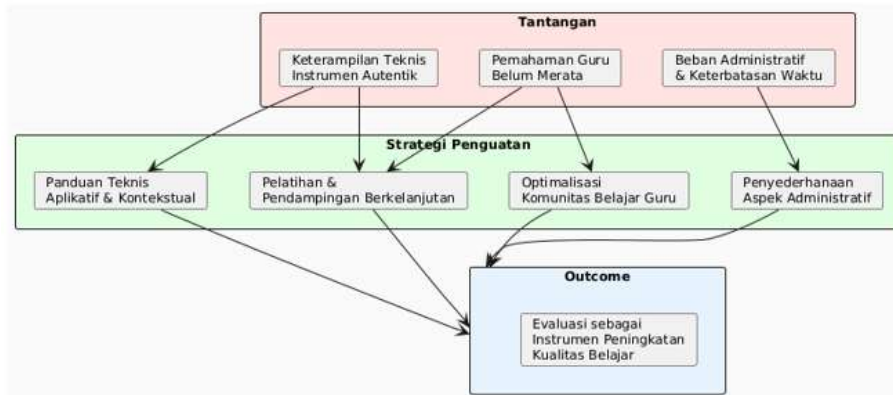 Tantangan
Keterampilan Teknis
Instrumen Autentik
Pemahaman Guru
Belum Merata
Beban Administratif
& Keterbatasan Waktu
Strategi Penguatan
Panduan Teknis
Aplikatif & Kontekstual
Pelatihan &
Pendampingan Berkelanjutan
Optimalisasi
Komunitas Belajar Guru
Penyederhanaan
Aspek Administratif
Outcome
Evaluasi sebagai
Instrumen Peningkatan
Kualitas Belajar